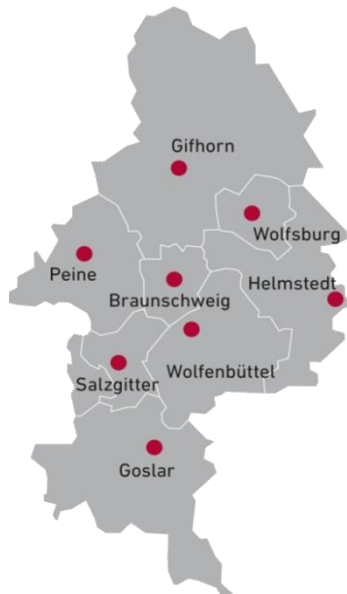 Gifhorn
Wolfsburg
Peine
Helmstedt
Braunschweig
Wolfenbüttel
Salzgitter
Goslar